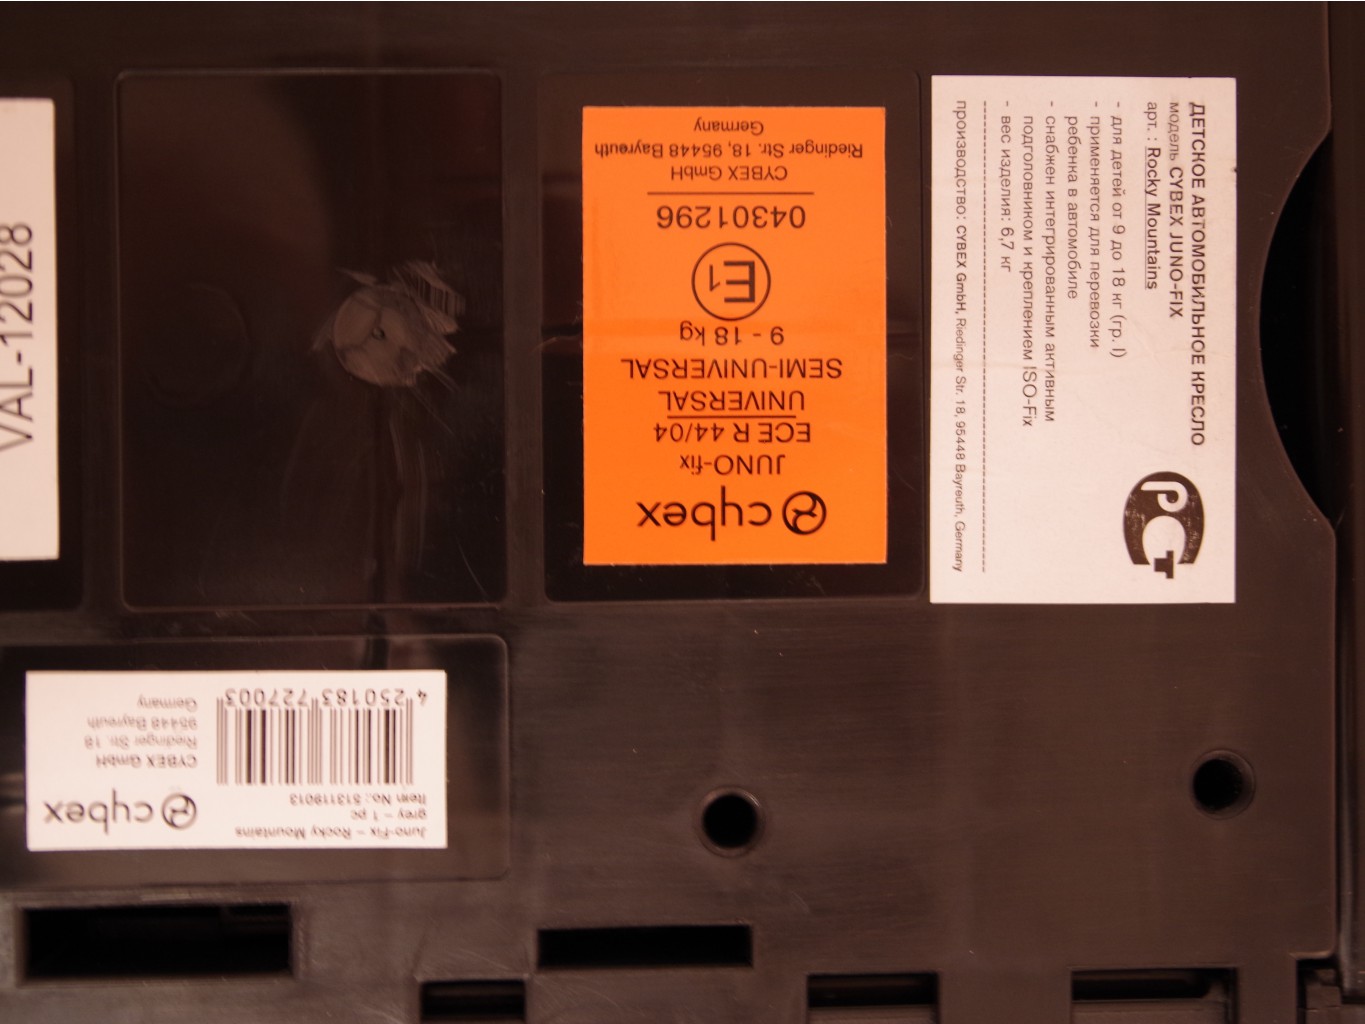 VAL-12028
cybex
JUNO-fix
ECE R 44/04
UNIVERSAL
SEMI-UNIVERSAL
9 - 18 kg
E1
04301296
CYBEX GmbH
Riedinger Str. 18, 95448 Bayreuth
Germany
ДЕТСКОЕ АВТОМОБИЛЬНОЕ КРЕСЛО
модель CYBEX JUNO-FIX
арт. : Rocky Mountains
- для детей от 9 до 18 кг (гр. I)
- применяется для перевозки
ребенка в автомобиле
- снабжен интегрированным активным
подголовником и креплением ISO-Fix
- вес изделия: 6,7 кг
производство: CYBEX GmbH, Riedinger Str. 18, 95448 Bayreuth, Germany
РСТ
Juno-Fix – Rocky Mountains
grey – 1 pc
Item No.: 513119013
cybex
CYBEX GmbH
Riedinger Str. 18
95448 Bayreuth
Germany
4 250183 727003